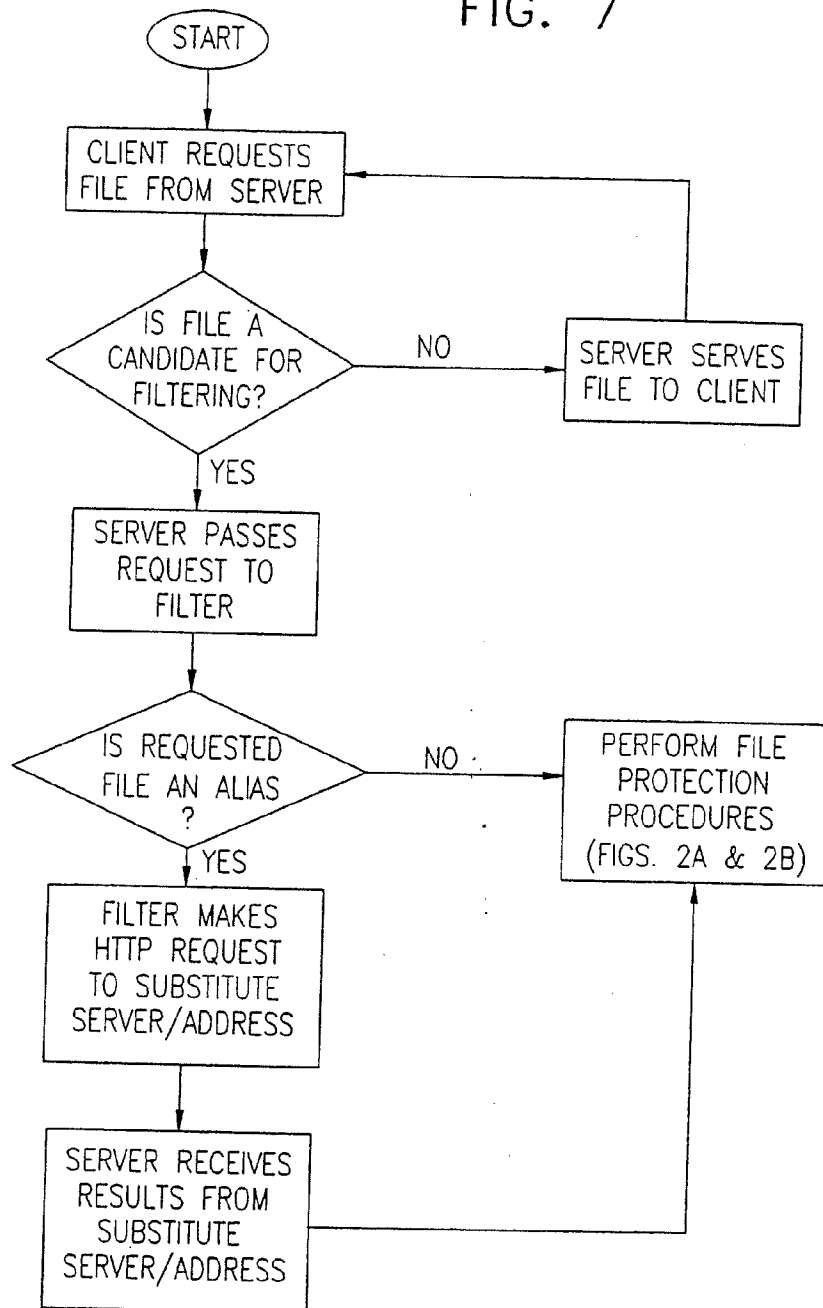 FIG. 7
START
CLIENT REQUESTS
FILE FROM SERVER
IS FILE A
CANDIDATE FOR
FILTERING?
NO
SERVER SERVES
FILE TO CLIENT
YES
SERVER PASSES
REQUEST TO
FILTER
IS REQUESTED
FILE AN ALIAS
?
NO
PERFORM FILE
PROTECTION
PROCEDURES
(FIGS. 2A & 2B)
YES
FILTER MAKES
HTTP REQUEST
TO SUBSTITUTE
SERVER/ADDRESS
SERVER RECEIVES
RESULTS FROM
SUBSTITUTE
SERVER/ADDRESS